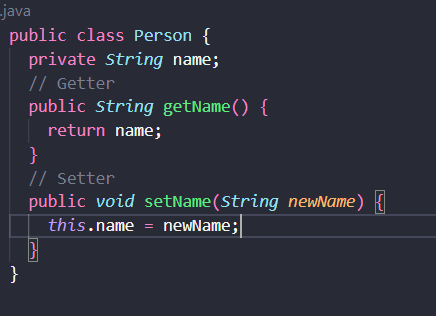 .java
public class Person {
  private String name;
  // Getter
  public String getName() {
    return name;
  }
  // Setter
  public void setName(String newName) {
    this.name = newName;
  }
}